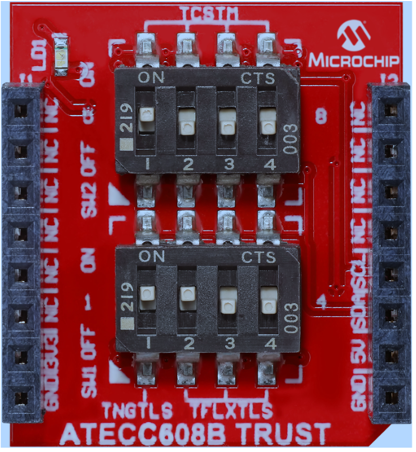 TCSTM
MICROCHIP
LD1
J2
ON CTS
219
1 2 3 4
003
8
SW2 OFF ON
ON CTS
219
1 2 3 4
003
4
SW1 OFF 1 ON
GND|3V3|NC|NC|NC|NC|NC|NC
GND|5V|SDA|SCL|NC|NC|NC|NC
TNGTLS TFLXTLS
ATECC608B TRUST